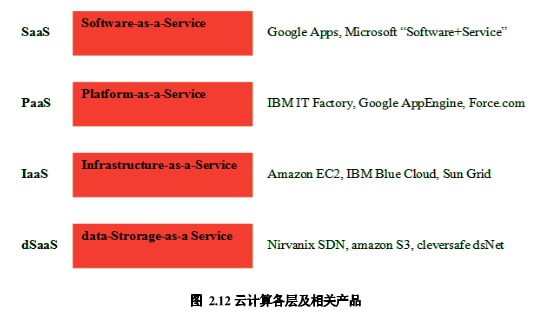 SaaS Software-as-a-Service Google Apps, Microsoft “Software+Service”
PaaS Platform-as-a-Service IBM IT Factory, Google AppEngine, Force.com
IaaS Infrastructure-as-a-Service Amazon EC2, IBM Blue Cloud, Sun Grid
dSaaS data-Strorage-as-a Service Nirvanix SDN, amazon S3, cleversafe dsNet
图 2.12 云计算各层及相关产品